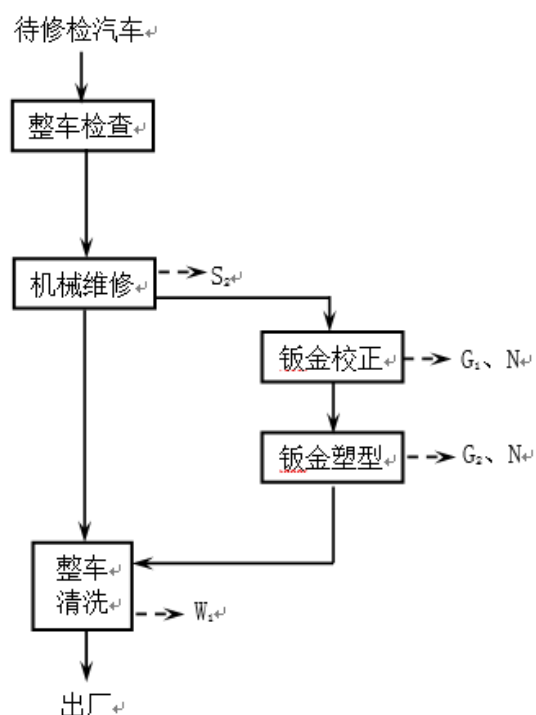 待修检汽车
整车检查
机械维修
S₂
钣金校正
G₁、N
钣金塑型
G₂、N
整车
清洗
W₁
出厂